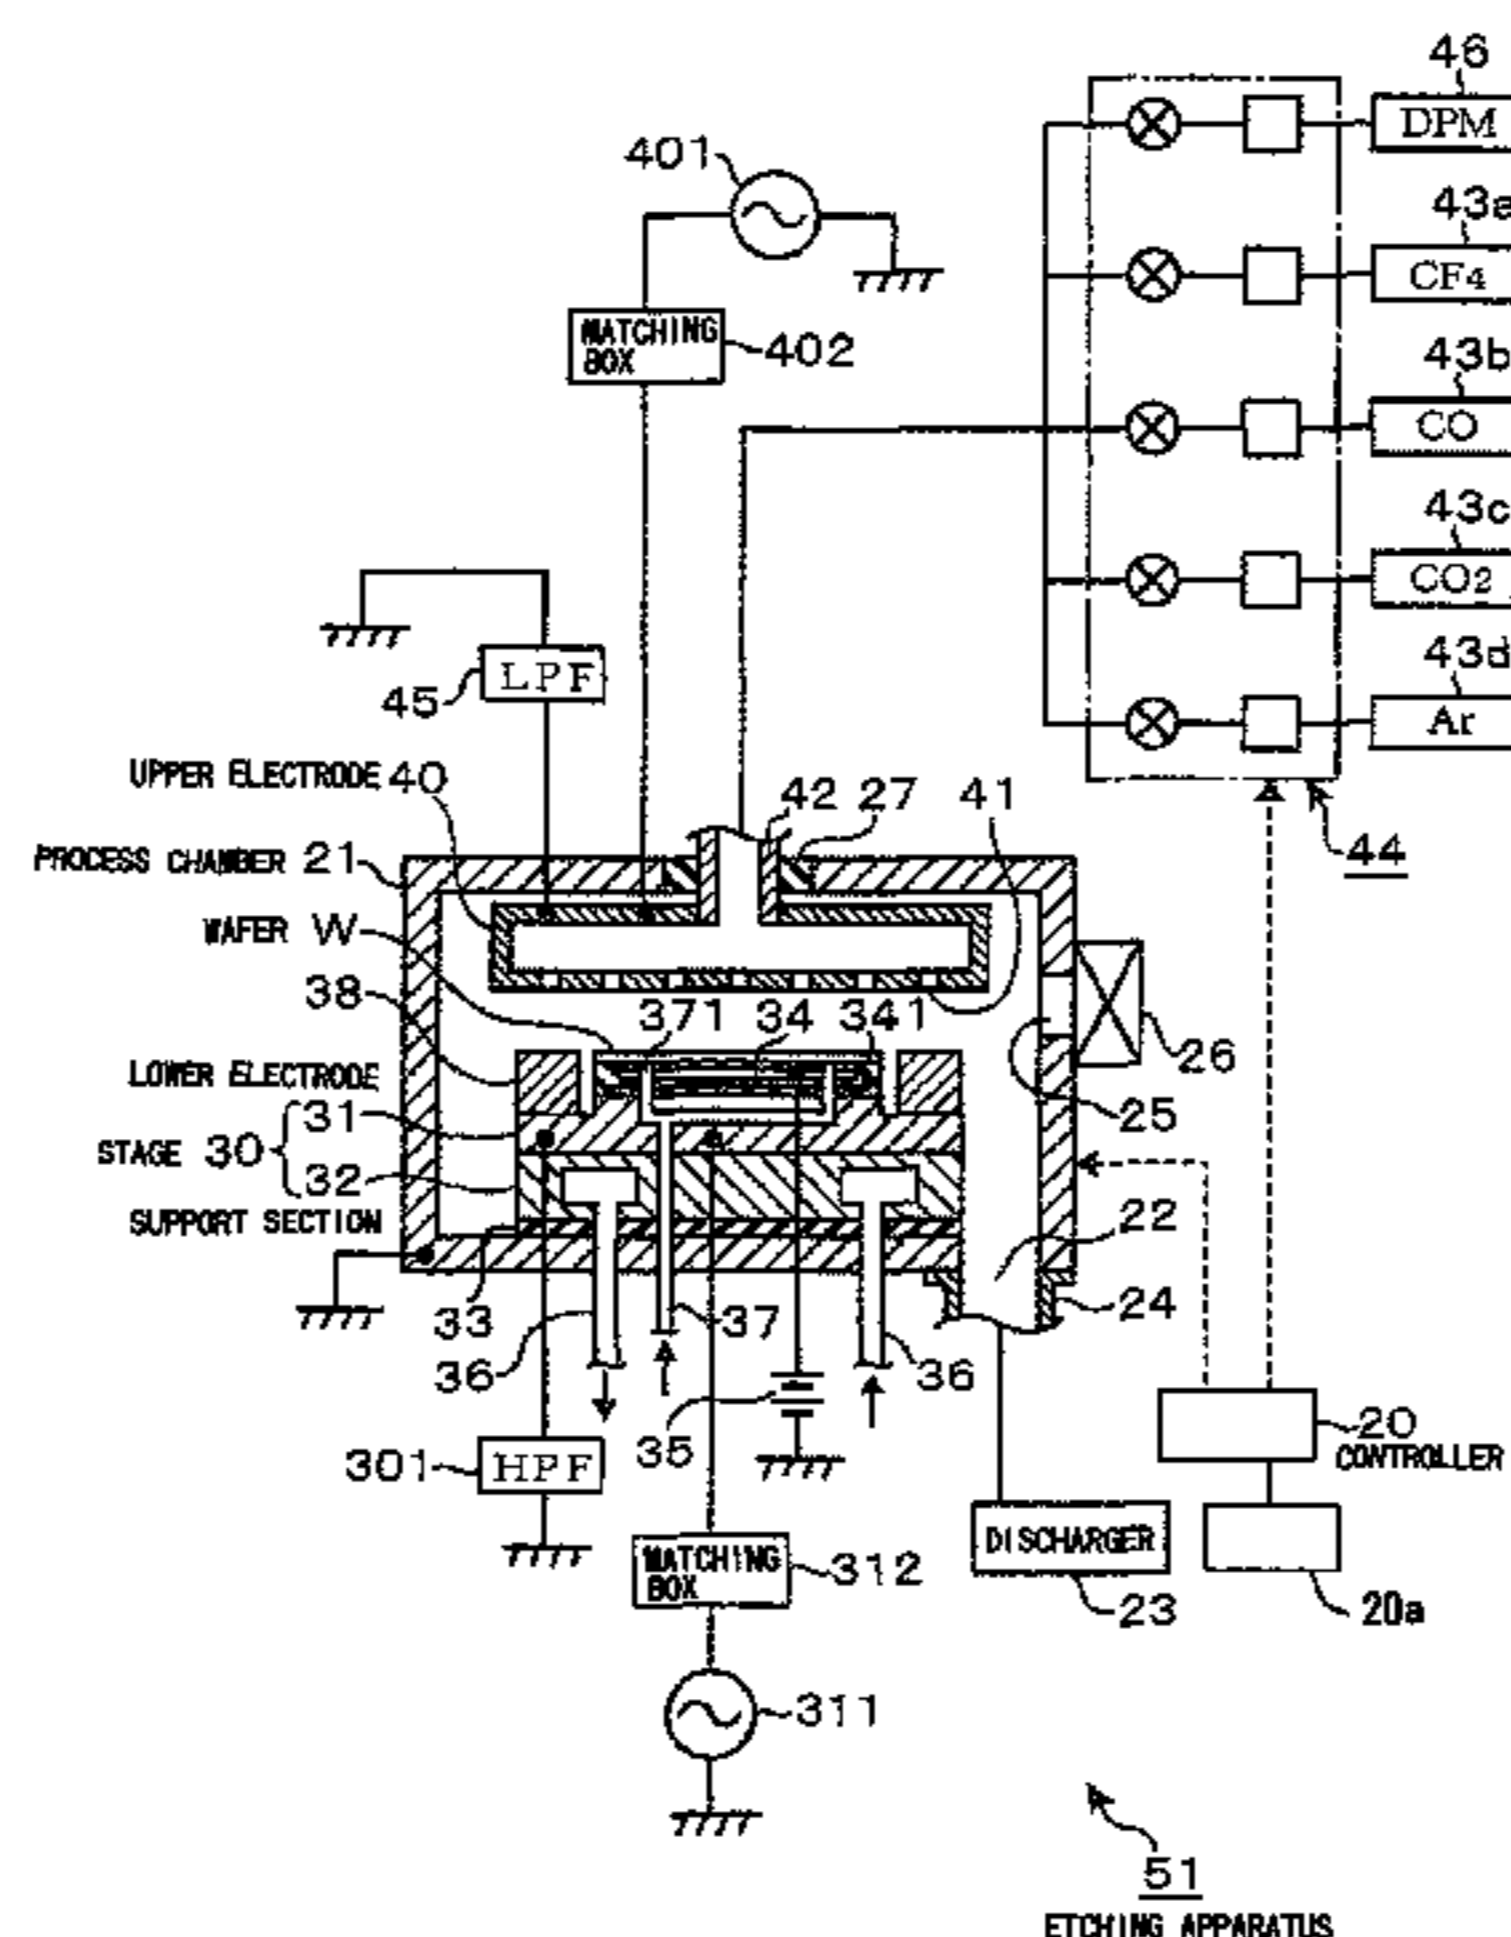 46
DPM
401
43a
CF4
MATCHING
BOX
402
43b
CO
43c
CO2
43d
LPF
45
Ar
UPPER ELECTRODE 40
42 27 41
PROCESS CHAMBER 21
44
WAFER W
38
371 34 341
26
LOWER ELECTRODE
31
25
STAGE 30
32
SUPPORT SECTION
22
33
37
24
36
36
20
CONTROLLER
35
301
HPF
DISCHARGER
MATCHING
BOX
312
23
20a
311
51
ETCHING APPARATUS